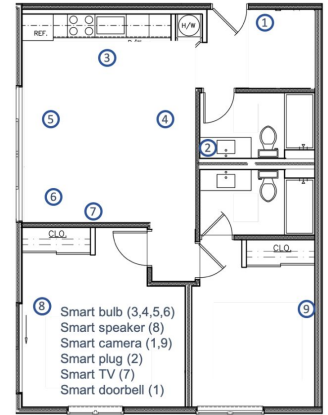 1
REF.
H/W
D/W
3
5
4
2
6
7
CLO.
CLO.
8
9
Smart bulb (3,4,5,6)
Smart speaker (8)
Smart camera (1,9)
Smart plug (2)
Smart TV (7)
Smart doorbell (1)